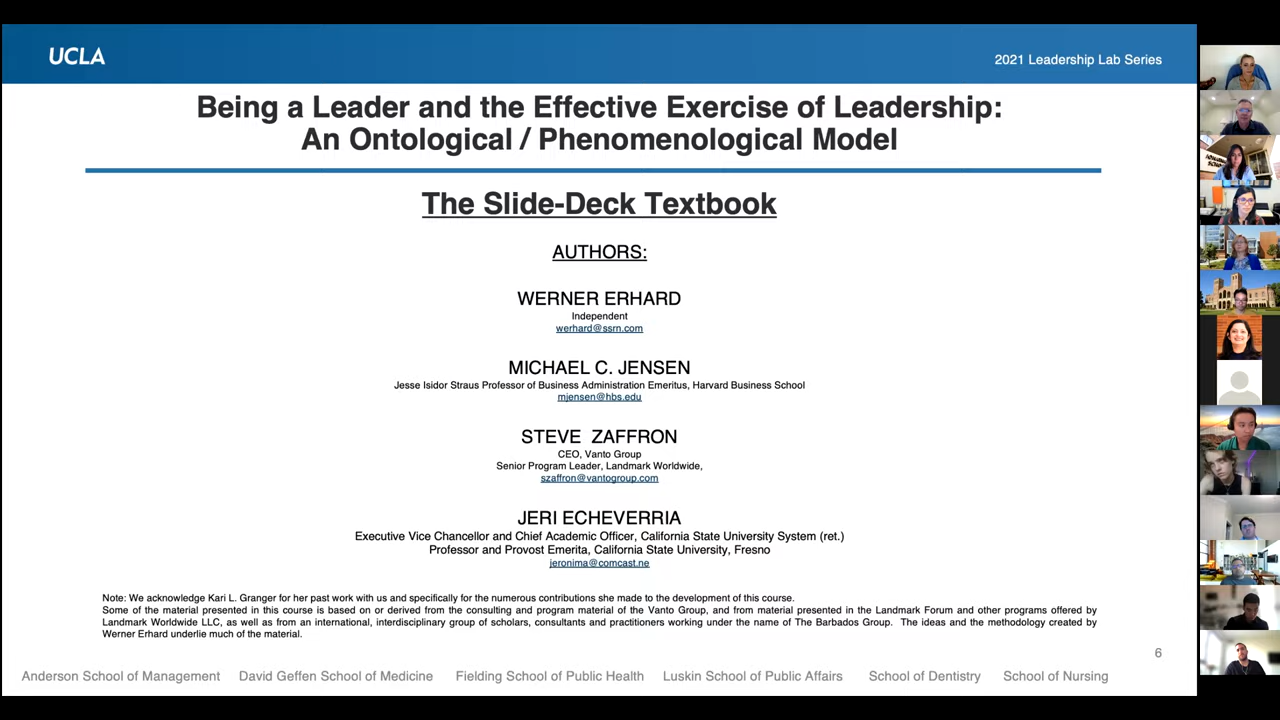 UCLA
2021 Leadership Lab Series
Being a Leader and the Effective Exercise of Leadership:
An Ontological / Phenomenological Model
The Slide-Deck Textbook
AUTHORS:
WERNER ERHARD
Independent
werhard@ssrn.com
MICHAEL C. JENSEN
Jesse Isidor Straus Professor of Business Administration Emeritus, Harvard Business School
mjensen@hbs.edu
STEVE ZAFFRON
CEO, Vanto Group
Senior Program Leader, Landmark Worldwide,
szaffron@vantogroup.com
JERI ECHEVERRIA
Executive Vice Chancellor and Chief Academic Officer, California State University System (ret.)
Professor and Provost Emerita, California State University, Fresno
jeronima@comcast.ne
Note: We acknowledge Kari L. Granger for her past work with us and specifically for the numerous contributions she made to the development of this course.
Some of the material presented in this course is based on or derived from the consulting and program material of the Vanto Group, and from material presented in the Landmark Forum and other programs offered by
Landmark Worldwide LLC, as well as from an international, interdisciplinary group of scholars, consultants and practitioners working under the name of The Barbados Group. The ideas and the methodology created by
Werner Erhard underlie much of the material.
6
Anderson School of Management David Geffen School of Medicine Fielding School of Public Health Luskin School of Public Affairs School of Dentistry School of Nursing